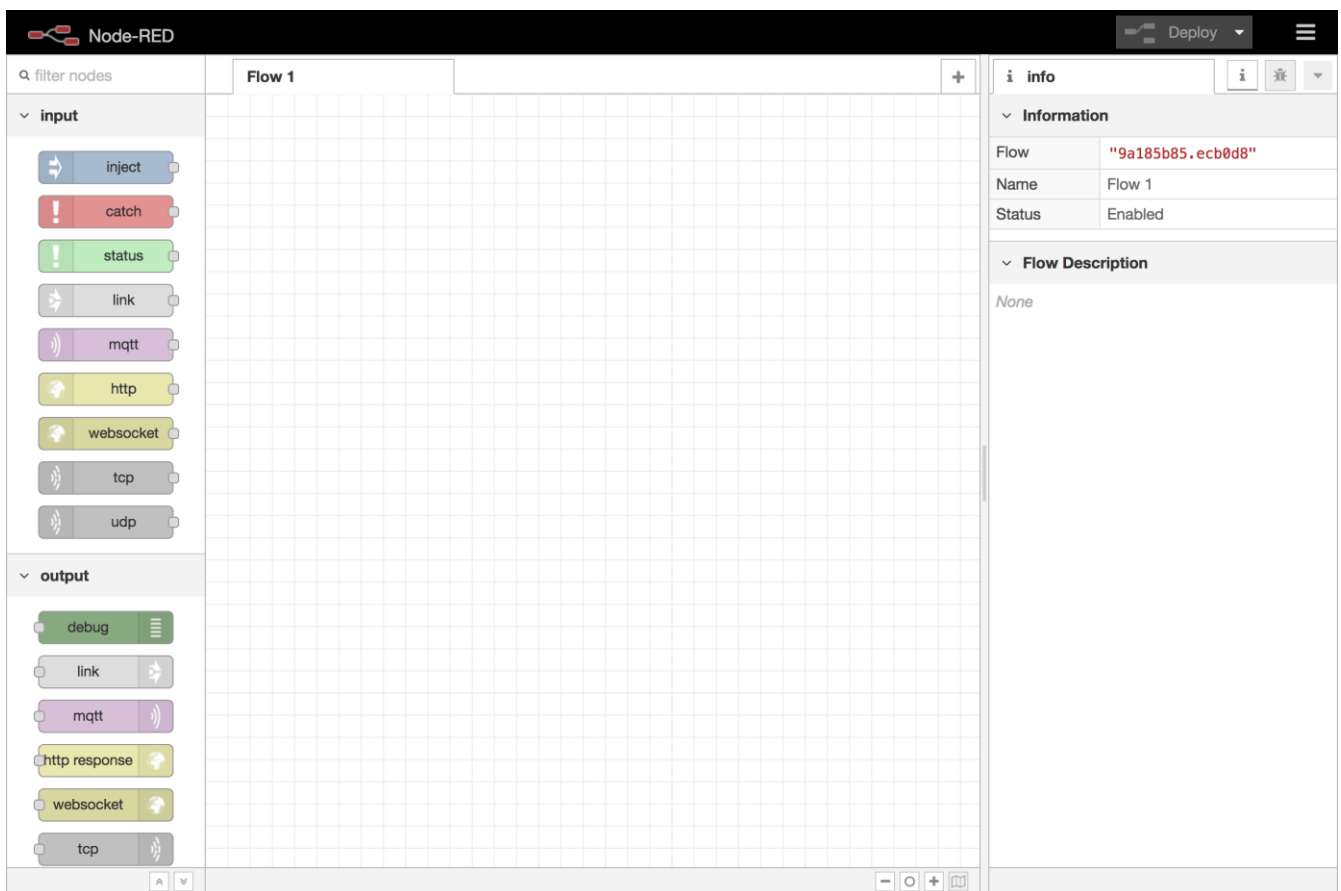 Node-RED
Deploy
filter nodes
Flow 1
i info
i
input
inject
catch
status
link
mqtt
http
websocket
tcp
udp
output
debug
link
mqtt
http response
websocket
tcp
Information
Flow "9a185b85.ecb0d8"
Name Flow 1
Status Enabled
Flow Description
None